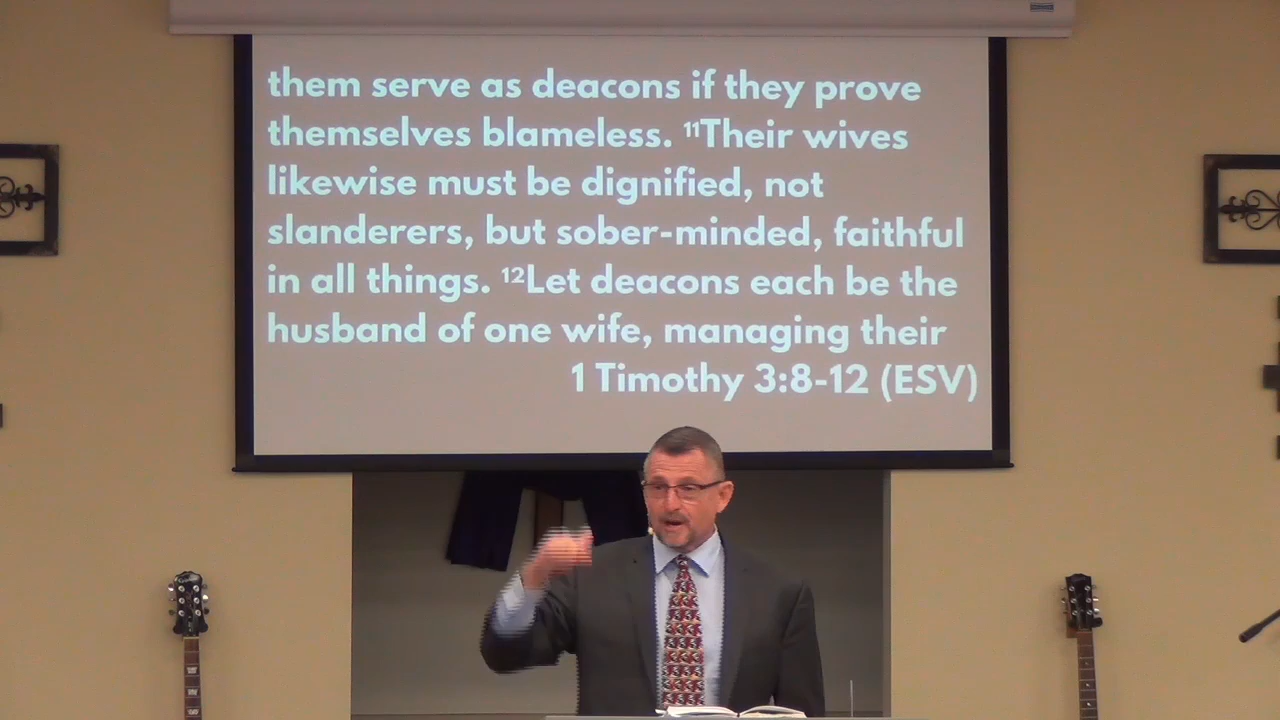 them serve as deacons if they prove
themselves blameless. ¹¹Their wives
likewise must be dignified, not
slanderers, but sober-minded, faithful
in all things. ¹²Let deacons each be the
husband of one wife, managing their
1 Timothy 3:8-12 (ESV)